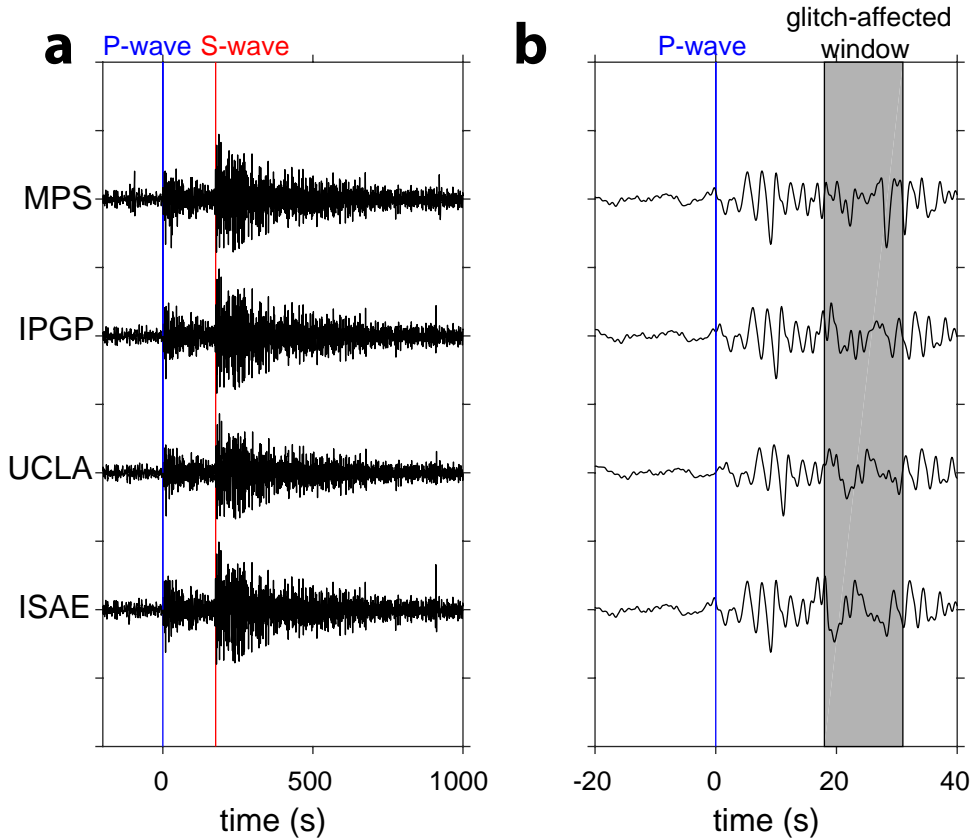 a
P-wave S-wave
MPS
IPGP
UCLA
ISAE
0 500 1000
time (s)
b
glitch-affected
window
P-wave
-20 0 20 40
time (s)